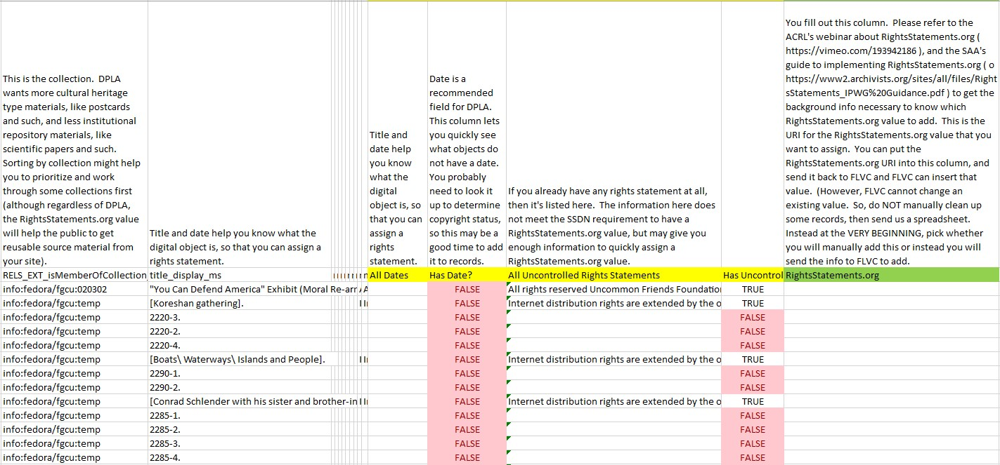 This is the collection.  DPLA
wants more cultural heritage
type materials, like postcards
and such, and less institutional
repository materials, like
scientific papers and such.
Sorting by collection might help
you to prioritize and work
through some collections first
(although regardless of DPLA,
the RightsStatements.org value
will help the public to get
reusable source material from
your site).
Title and date help you know what the
digital object is, so that you can assign a
rights statement.
Title and
date help
you know
what the
digital
object is, so
that you can
assign a
rights
statement.
Date is a
recommended
field for DPLA.
This column lets
you quickly see
what objects do
not have a date.
You probably
need to look it
up to determine
copyright status,
so this may be a
good time to add
it to records.
If you already have any rights statement at all,
then it's listed here.  The information here does
not meet the SSDN requirement to have a
RightsStatements.org value, but may give you
enough information to quickly assign a
RightsStatements.org value.
You fill out this column.  Please refer to the
ACRL's webinar about RightsStatements.org (
https://vimeo.com/193942186 ), and the SAA's
guide to implementing RightsStatements.org ( o
https://www2.archivists.org/sites/all/files/Right
sStatements_IPWG%20Guidance.pdf ) to get the
background info necessary to know which
RightsStatements.org value to add.  This is the
URI for the RightsStatements.org value that you
want to assign.  You can put the
RightsStatements.org URI into this column, and
send it back to FLVC and FLVC can insert that
value.  (However, FLVC cannot change an
existing value.  So, do NOT manually clean up
some records, then send us a spreadsheet.
Instead at the VERY BEGINNING, pick whether
you will manually add this or instead you will
send the info to FLVC to add.
RELS_EXT_isMemberOfCollection title_display_ms All Dates Has Date? All Uncontrolled Rights Statements Has Uncontrol RightsStatements.org
info:fedora/fgcu:020302 "You Can Defend America" Exhibit (Moral Re-arr FALSE All rights reserved Uncommon Friends Foundatio TRUE
info:fedora/fgcu:temp [Koreshan gathering]. FALSE Internet distribution rights are extended by the o TRUE
info:fedora/fgcu:temp 2220-3. FALSE FALSE
info:fedora/fgcu:temp 2220-2. FALSE FALSE
info:fedora/fgcu:temp 2220-4. FALSE FALSE
info:fedora/fgcu:temp [Boats\ Waterways\ Islands and People]. FALSE Internet distribution rights are extended by the o TRUE
info:fedora/fgcu:temp 2290-1. FALSE FALSE
info:fedora/fgcu:temp 2290-2. FALSE FALSE
info:fedora/fgcu:temp [Conrad Schlender with his sister and brother-in FALSE Internet distribution rights are extended by the o TRUE
info:fedora/fgcu:temp 2285-1. FALSE FALSE
info:fedora/fgcu:temp 2285-2. FALSE FALSE
info:fedora/fgcu:temp 2285-3. FALSE FALSE
info:fedora/fgcu:temp 2285-4. FALSE FALSE